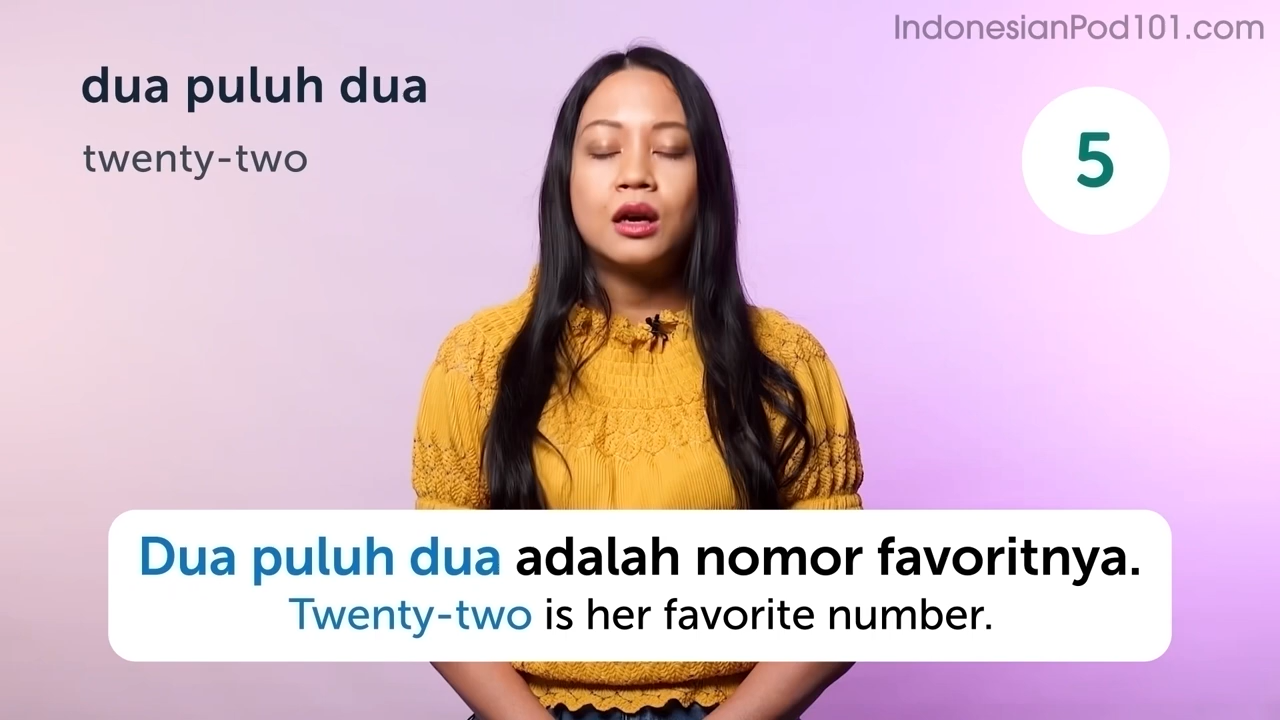 IndonesianPod101.com
dua puluh dua
twenty-two
5
Dua puluh dua adalah nomor favoritnya.
Twenty-two is her favorite number.